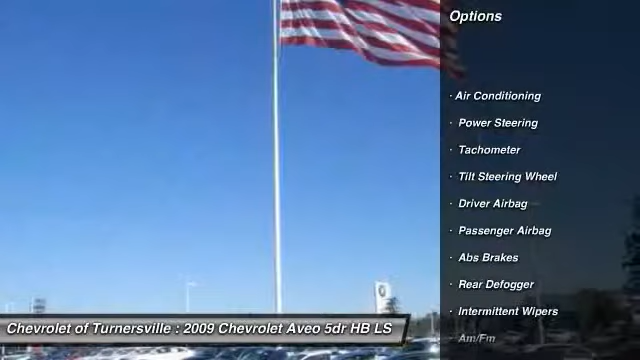 Options
· Air Conditioning
· Power Steering
· Tachometer
· Tilt Steering Wheel
· Driver Airbag
· Passenger Airbag
· Abs Brakes
· Rear Defogger
· Intermittent Wipers
· Am/Fm
Chevrolet of Turnersville : 2009 Chevrolet Aveo 5dr HB LS